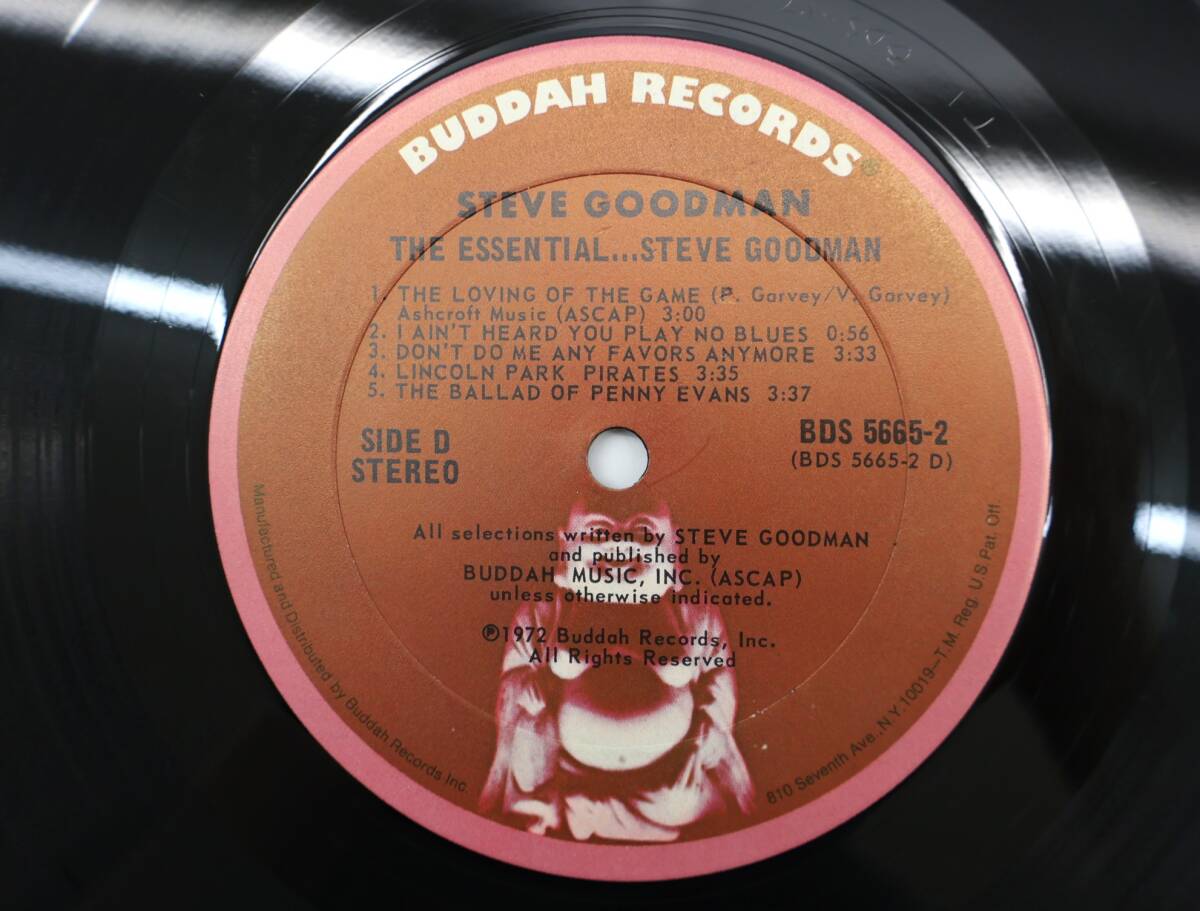 BUDDAH RECORDS®
STEVE GOODMAN
THE ESSENTIAL...STEVE GOODMAN
1. THE LOVING OF THE GAME (P. Garvey/V. Garvey)
Ashcroft Music (ASCAP) 3:00
2. I AIN'T HEARD YOU PLAY NO BLUES 0:56
3. DON'T DO ME ANY FAVORS ANYMORE 3:33
4. LINCOLN PARK PIRATES 3:35
5. THE BALLAD OF PENNY EVANS 3:37
SIDE D
STEREO
BDS 5665-2
(BDS 5665-2 D)
All selections written by STEVE GOODMAN
and published by
BUDDAH MUSIC, INC. (ASCAP)
unless otherwise indicated.
℗1972 Buddah Records, Inc.
All Rights Reserved
Manufactured and Distributed by Buddah Records Inc.
810 Seventh Ave., N.Y. 10019—T.M. Reg. U.S. Pat. Off